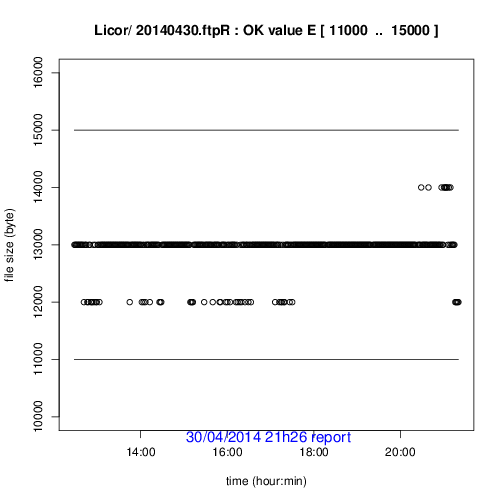 Licor/ 20140430.ftpR : OK value E [ 11000 .. 15000 ]
16000
15000
14000
13000
12000
11000
10000
file size (byte)
30/04/2014 21h26 report
14:00 16:00 18:00 20:00
time (hour:min)